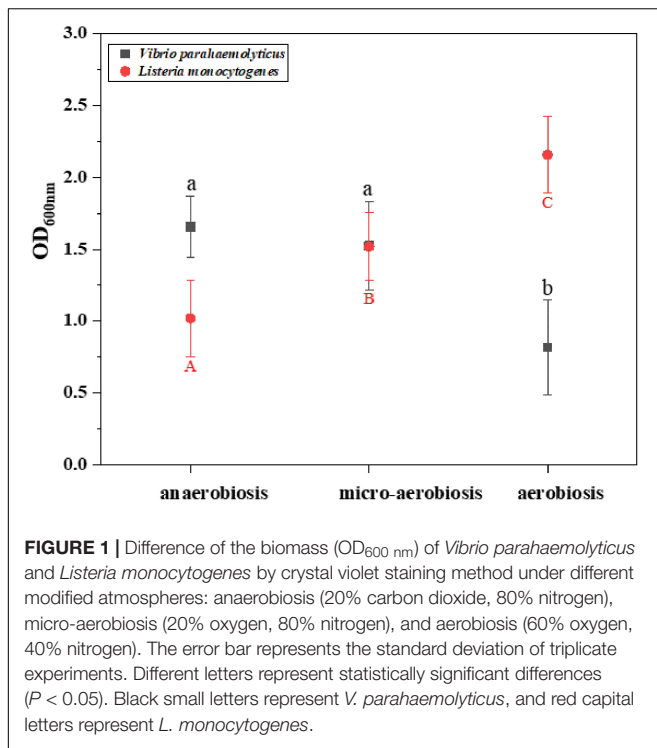 3.0
Vibrio parahaemolyticus
Listeria monocytogenes
2.5
2.0
1.5
1.0
0.5
0.0
OD600nm
a
A
a
B
C
b
anaerobiosis
micro-aerobiosis
aerobiosis
FIGURE 1 | Difference of the biomass (OD600 nm) of Vibrio parahaemolyticus
and Listeria monocytogenes by crystal violet staining method under different
modified atmospheres: anaerobiosis (20% carbon dioxide, 80% nitrogen),
micro-aerobiosis (20% oxygen, 80% nitrogen), and aerobiosis (60% oxygen,
40% nitrogen). The error bar represents the standard deviation of triplicate
experiments. Different letters represent statistically significant differences
(P < 0.05). Black small letters represent V. parahaemolyticus, and red capital
letters represent L. monocytogenes.